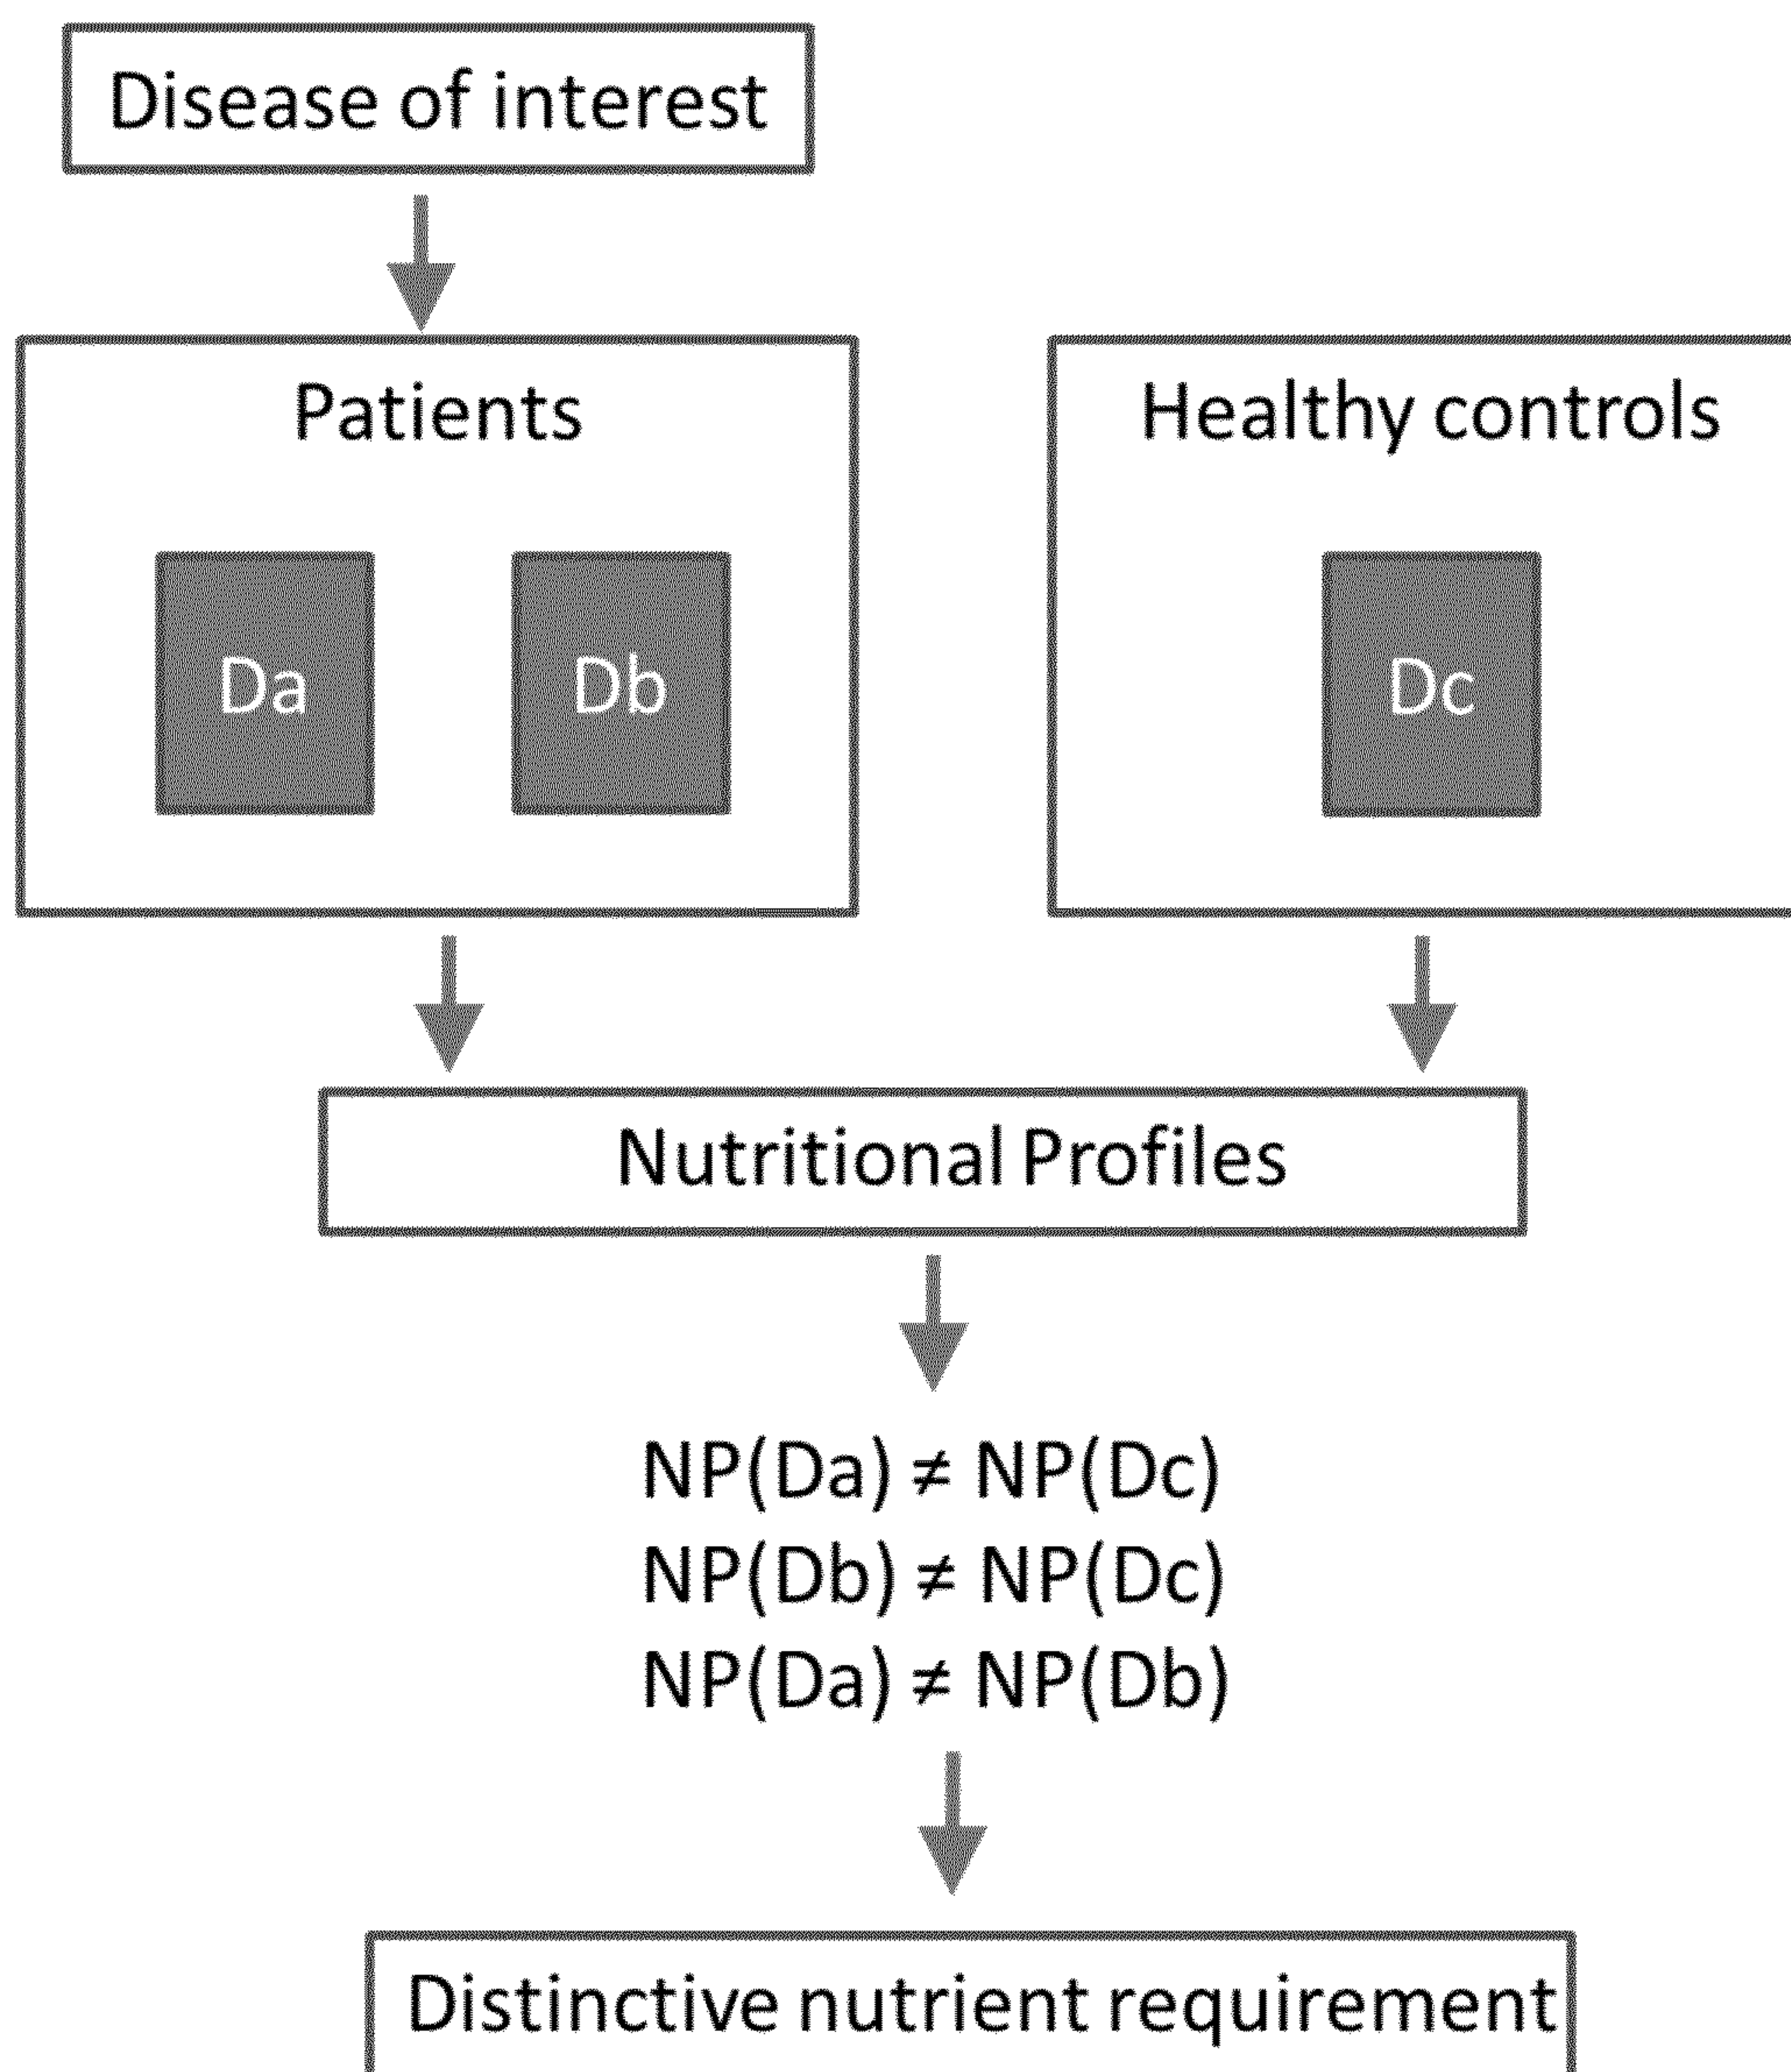 Disease of interest
Patients
Healthy controls
Da
Db
Dc
Nutritional Profiles
NP(Da) ≠ NP(Dc)
NP(Db) ≠ NP(Dc)
NP(Da) ≠ NP(Db)
Distinctive nutrient requirement